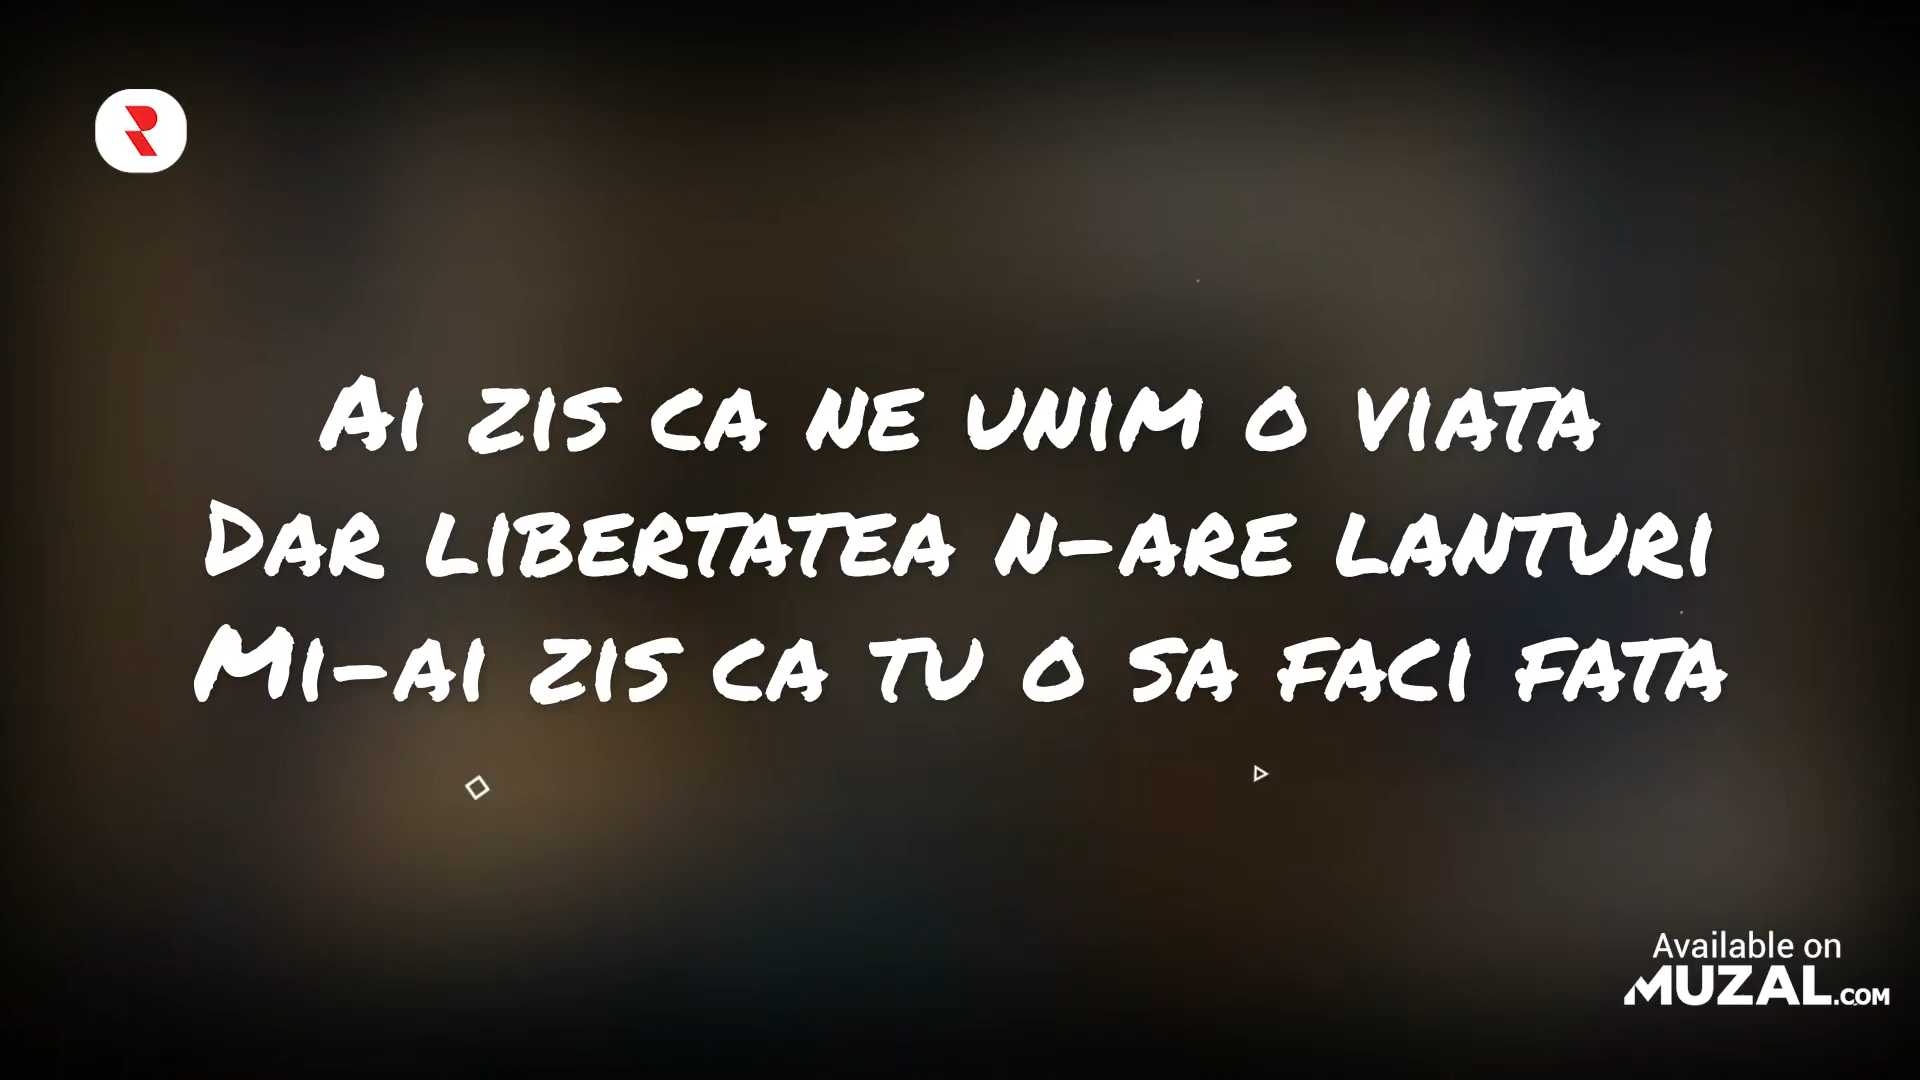 Ai zis ca ne unim o viata
Dar libertatea n-are lanturi
Mi-ai zis ca tu o sa faci fata
Available on
MUZAL.COM